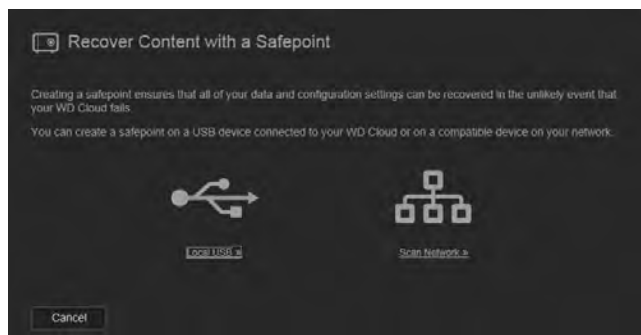 Recover Content with a Safepoint
Creating a safepoint ensures that all of your data and configuration settings can be recovered in the unlikely event that
your WD Cloud fails.
You can create a safepoint on a USB device connected to your WD Cloud or on a compatible device on your network.
Local USB »
Scan Network »
Cancel